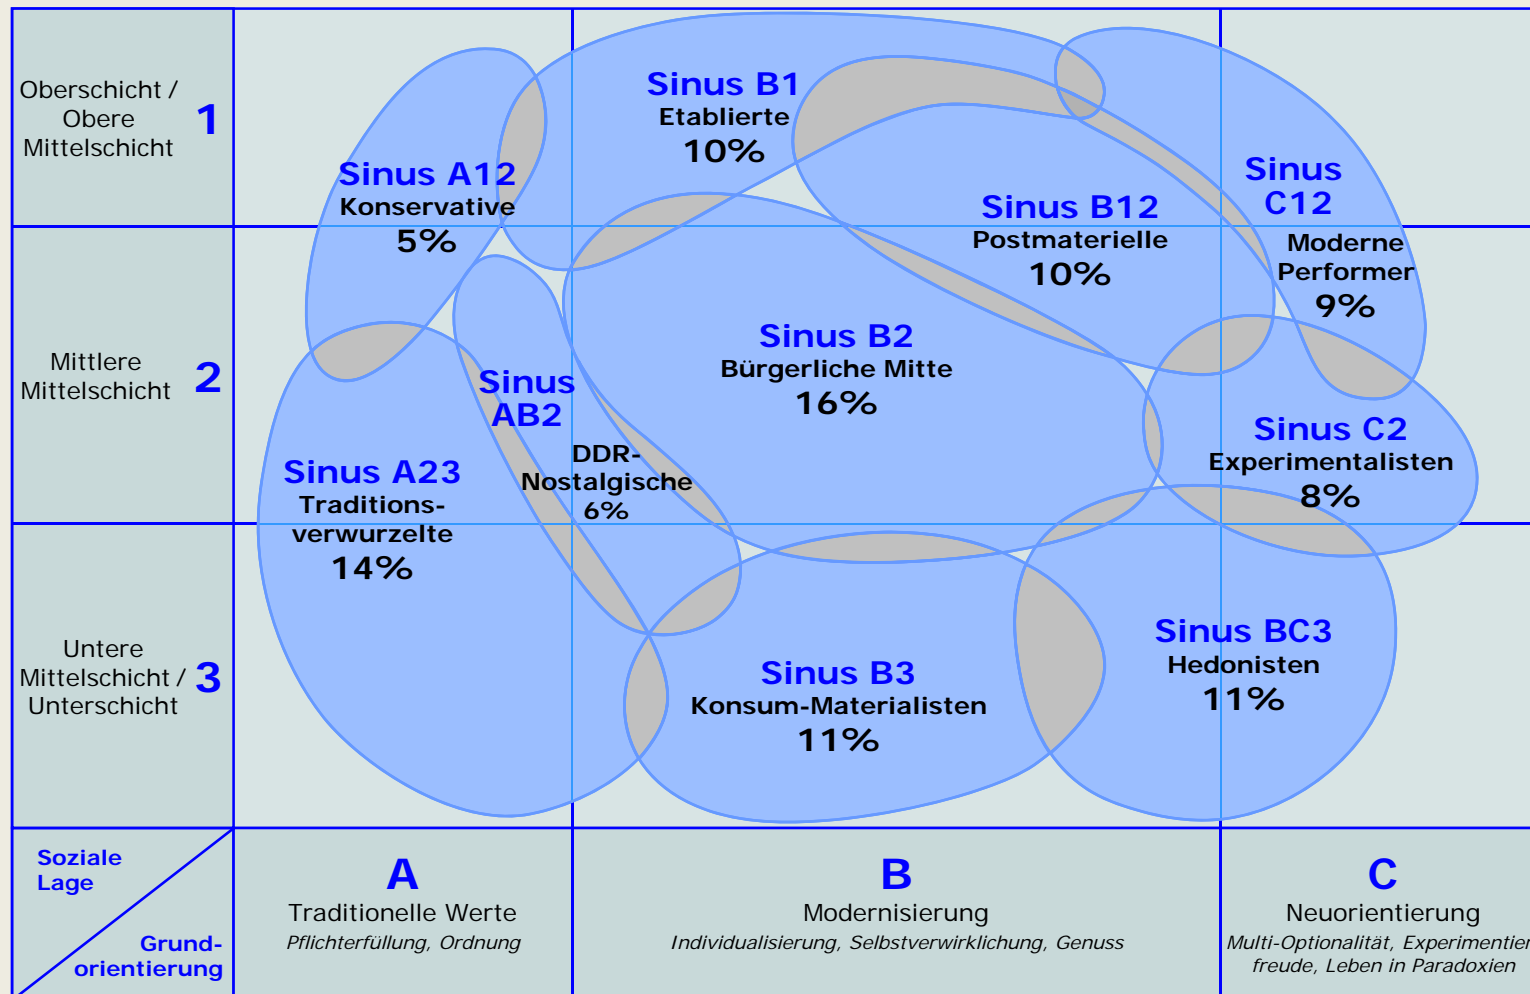 Oberschicht /
Obere
Mittelschicht
1
Sinus B1
Etablierte
10%
Sinus A12
Konservative
5%
Sinus B12
Postmaterielle
10%
Sinus
C12
Moderne
Performer
9%
Mittlere
Mittelschicht
2
Sinus
AB2
DDR-
Nostalgische
6%
Sinus B2
Bürgerliche Mitte
16%
Sinus C2
Experimentalisten
8%
Sinus A23
Traditions-
verwurzelte
14%
Untere
Mittelschicht /
Unterschicht
3
Sinus B3
Konsum-Materialisten
11%
Sinus BC3
Hedonisten
11%
Soziale
Lage
Grund-
orientierung
A
Traditionelle Werte
Pflichterfüllung, Ordnung
B
Modernisierung
Individualisierung, Selbstverwirklichung, Genuss
C
Neuorientierung
Multi-Optionalität, Experimentier
freude, Leben in Paradoxien